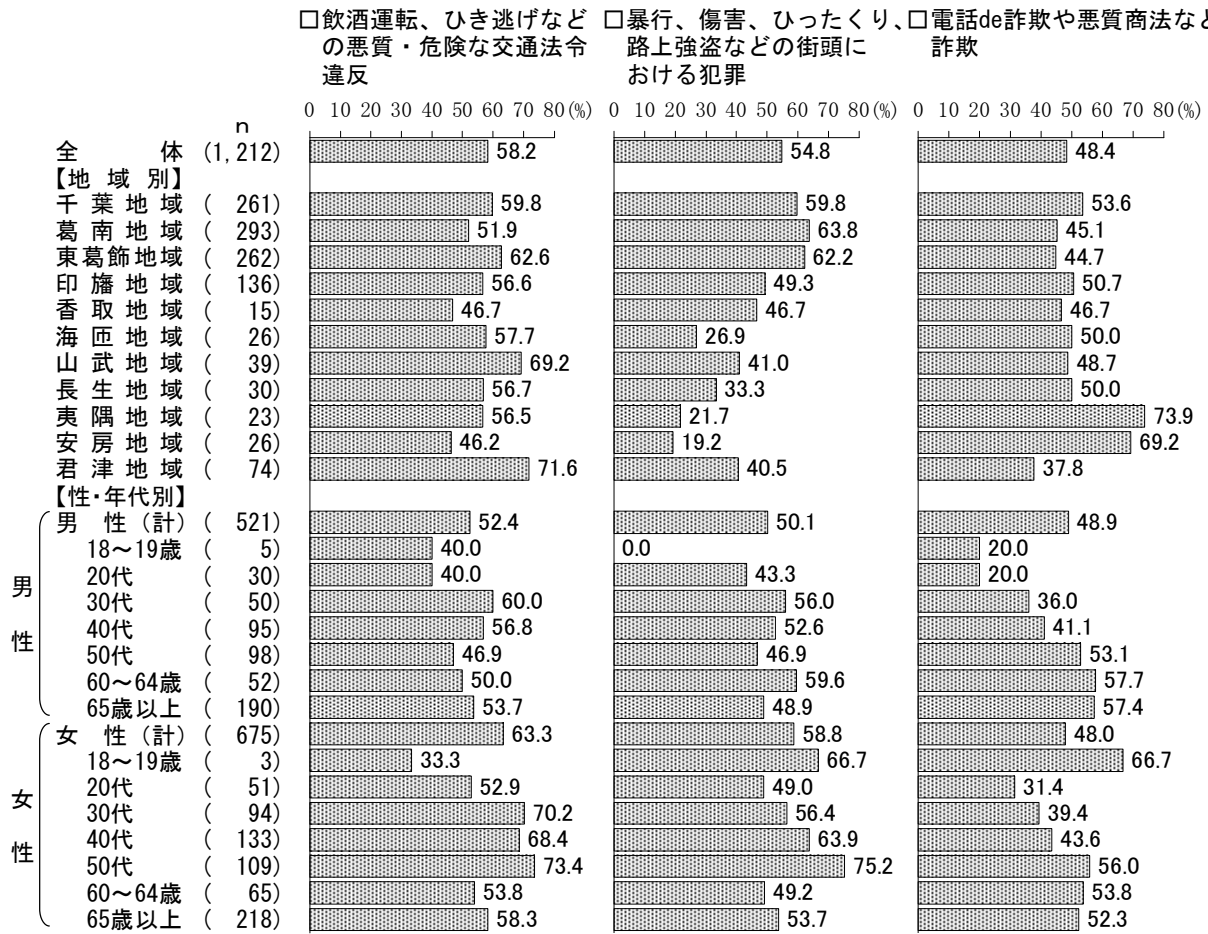 □飲酒運転、ひき逃げなど □暴行、傷害、ひったくり、 □電話de詐欺や悪質商法など
の悪質・危険な交通法令 路上強盗などの街頭に 詐欺
違反 おける犯罪
0 10 20 30 40 50 60 70 80(%) 0 10 20 30 40 50 60 70 80(%) 0 10 20 30 40 50 60 70 80(%)
n
全体 (1,212) 58.2 54.8 48.4
【地域別】
千葉地域 ( 261) 59.8 59.8 53.6
葛南地域 ( 293) 51.9 63.8 45.1
東葛飾地域 ( 262) 62.6 62.2 44.7
印旛地域 ( 136) 56.6 49.3 50.7
香取地域 ( 15) 46.7 46.7 46.7
海匝地域 ( 26) 57.7 26.9 50.0
山武地域 ( 39) 69.2 41.0 48.7
長生地域 ( 30) 56.7 33.3 50.0
夷隅地域 ( 23) 56.5 21.7 73.9
安房地域 ( 26) 46.2 19.2 69.2
君津地域 ( 74) 71.6 40.5 37.8
【性・年代別】
男性
男性(計) ( 521) 52.4 50.1 48.9
18～19歳 ( 5) 40.0 0.0 20.0
20代 ( 30) 40.0 43.3 20.0
30代 ( 50) 60.0 56.0 36.0
40代 ( 95) 56.8 52.6 41.1
50代 ( 98) 46.9 46.9 53.1
60～64歳 ( 52) 50.0 59.6 57.7
65歳以上 ( 190) 53.7 48.9 57.4
女性
女性(計) ( 675) 63.3 58.8 48.0
18～19歳 ( 3) 33.3 66.7 66.7
20代 ( 51) 52.9 49.0 31.4
30代 ( 94) 70.2 56.4 39.4
40代 ( 133) 68.4 63.9 43.6
50代 ( 109) 73.4 75.2 56.0
60～64歳 ( 65) 53.8 49.2 53.8
65歳以上 ( 218) 58.3 53.7 52.3